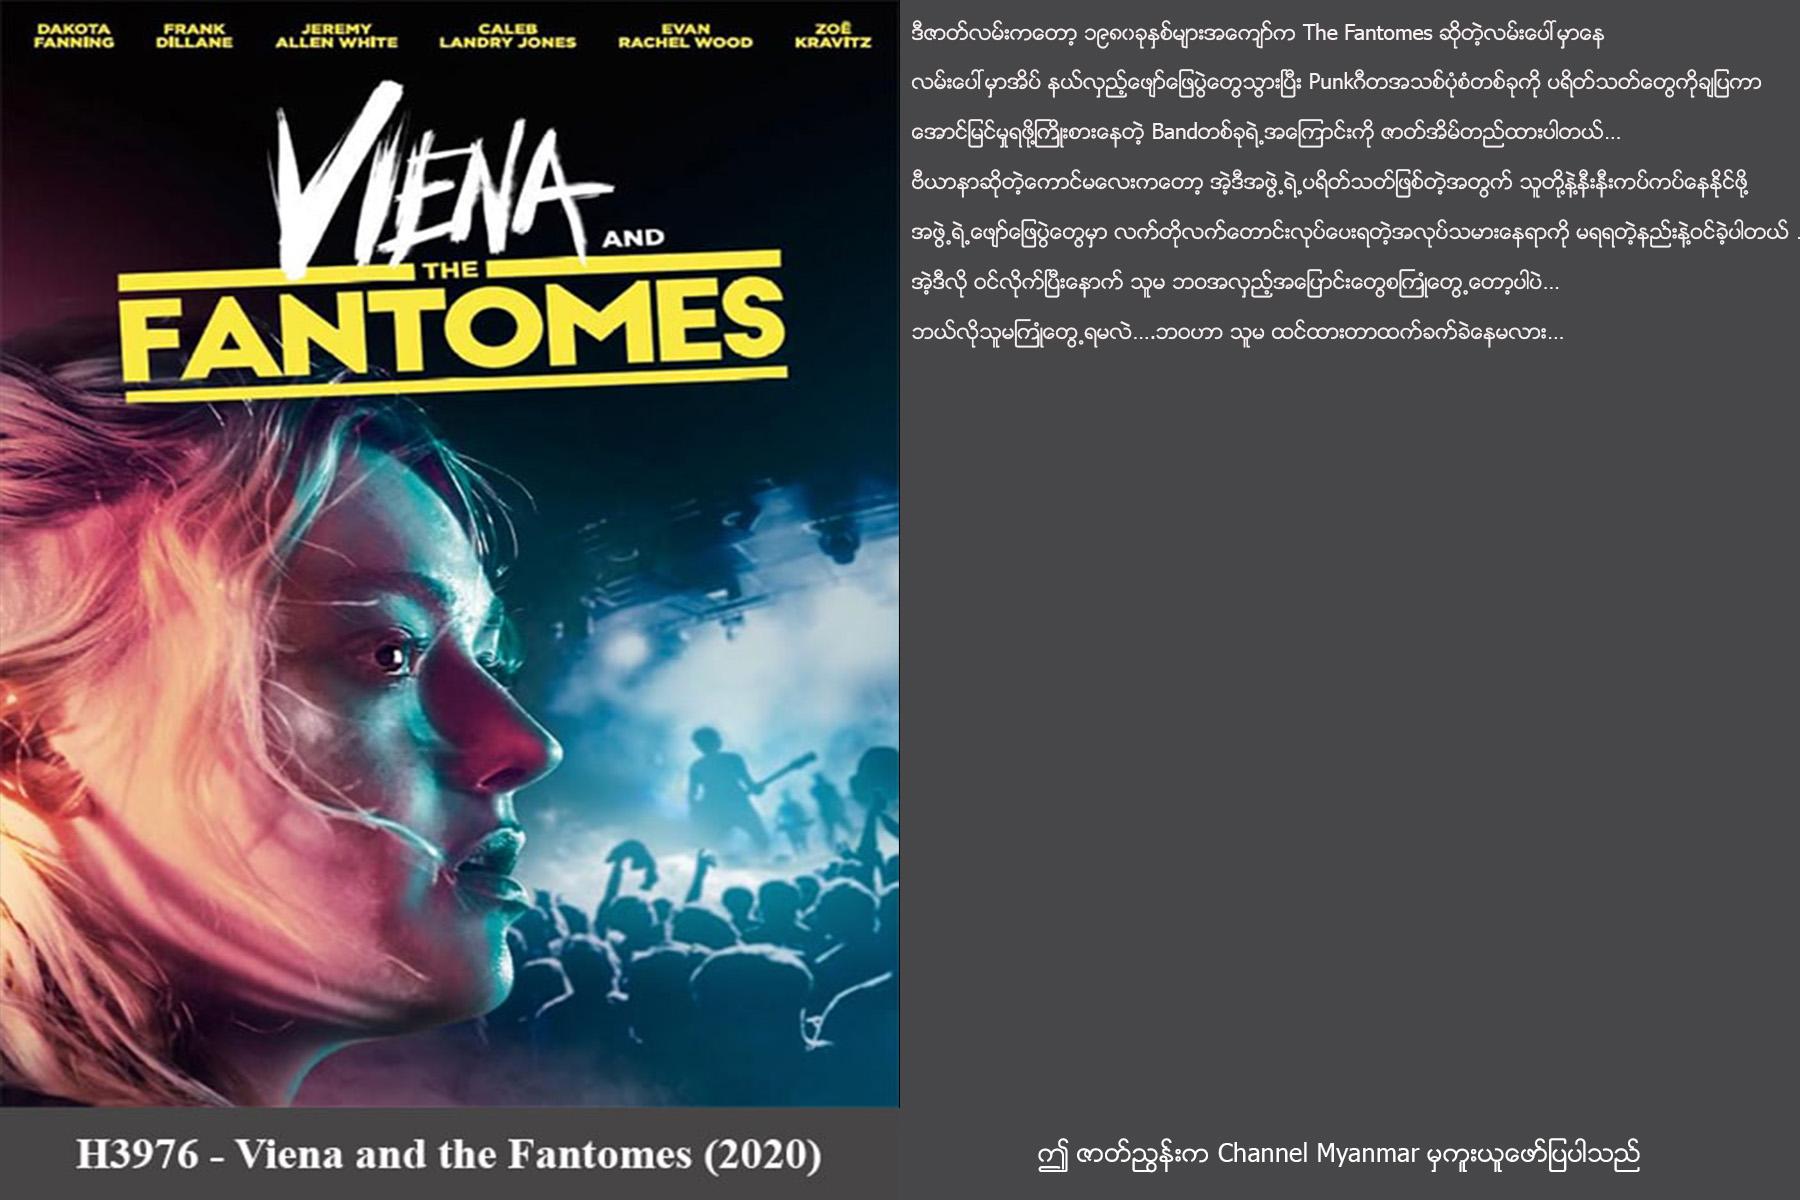 DAKOTA FANNING FRANK DILLANE JEREMY ALLEN WHITE CALEB LANDRY JONES EVAN RACHEL WOOD ZOË KRAVITZ
VIENA
AND
THE
FANTOMES
H3976 - Viena and the Fantomes (2020)
ဒီဇာတ်လမ်းကတော့ ၁၉၈၀ခုနှစ်များအကျော်က The Fantomes ဆိုတဲ့လမ်းပေါ်မှာနေ
လမ်းပေါ်မှာအိပ် နယ်လှည့်ဖျော်ဖြေပွဲတွေသွားပြီး Punkဂီတအသစ်ပုံစံတစ်ခုကို ပရိတ်သတ်တွေကိုချပြကာ
အောင်မြင်မှုရဖို့ကြိုးစားနေတဲ့ Bandတစ်ခုရဲ့အကြောင်းကို ဇာတ်အိမ်တည်ထားပါတယ်...
ဗီယာနာဆိုတဲ့ကောင်မလေးကတော့ အဲ့ဒီအဖွဲ့ရဲ့ပရိတ်သတ်ဖြစ်တဲ့အတွက် သူတို့နဲ့နီးနီးကပ်ကပ်နေနိုင်ဖို့
အဖွဲ့ရဲ့ဖျော်ဖြေပွဲတွေမှာ လက်တိုလက်တောင်းလုပ်ပေးရတဲ့အလုပ်သမားနေရာကို မရရတဲ့နည်းနဲ့ဝင်ခဲ့ပါတယ် .
အဲ့ဒီလို ဝင်လိုက်ပြီးနောက် သူမ ဘဝအလှည့်အပြောင်းတွေစကြုံတွေ့တော့ပါပဲ...
ဘယ်လိုသူမကြုံတွေ့ရမလဲ....ဘဝဟာ သူမ ထင်ထားတာထက်ခက်ခဲနေမလား...
ဤ ဇာတ်ညွှန်းက Channel Myanmar မှကူးယူဖော်ပြပါသည်